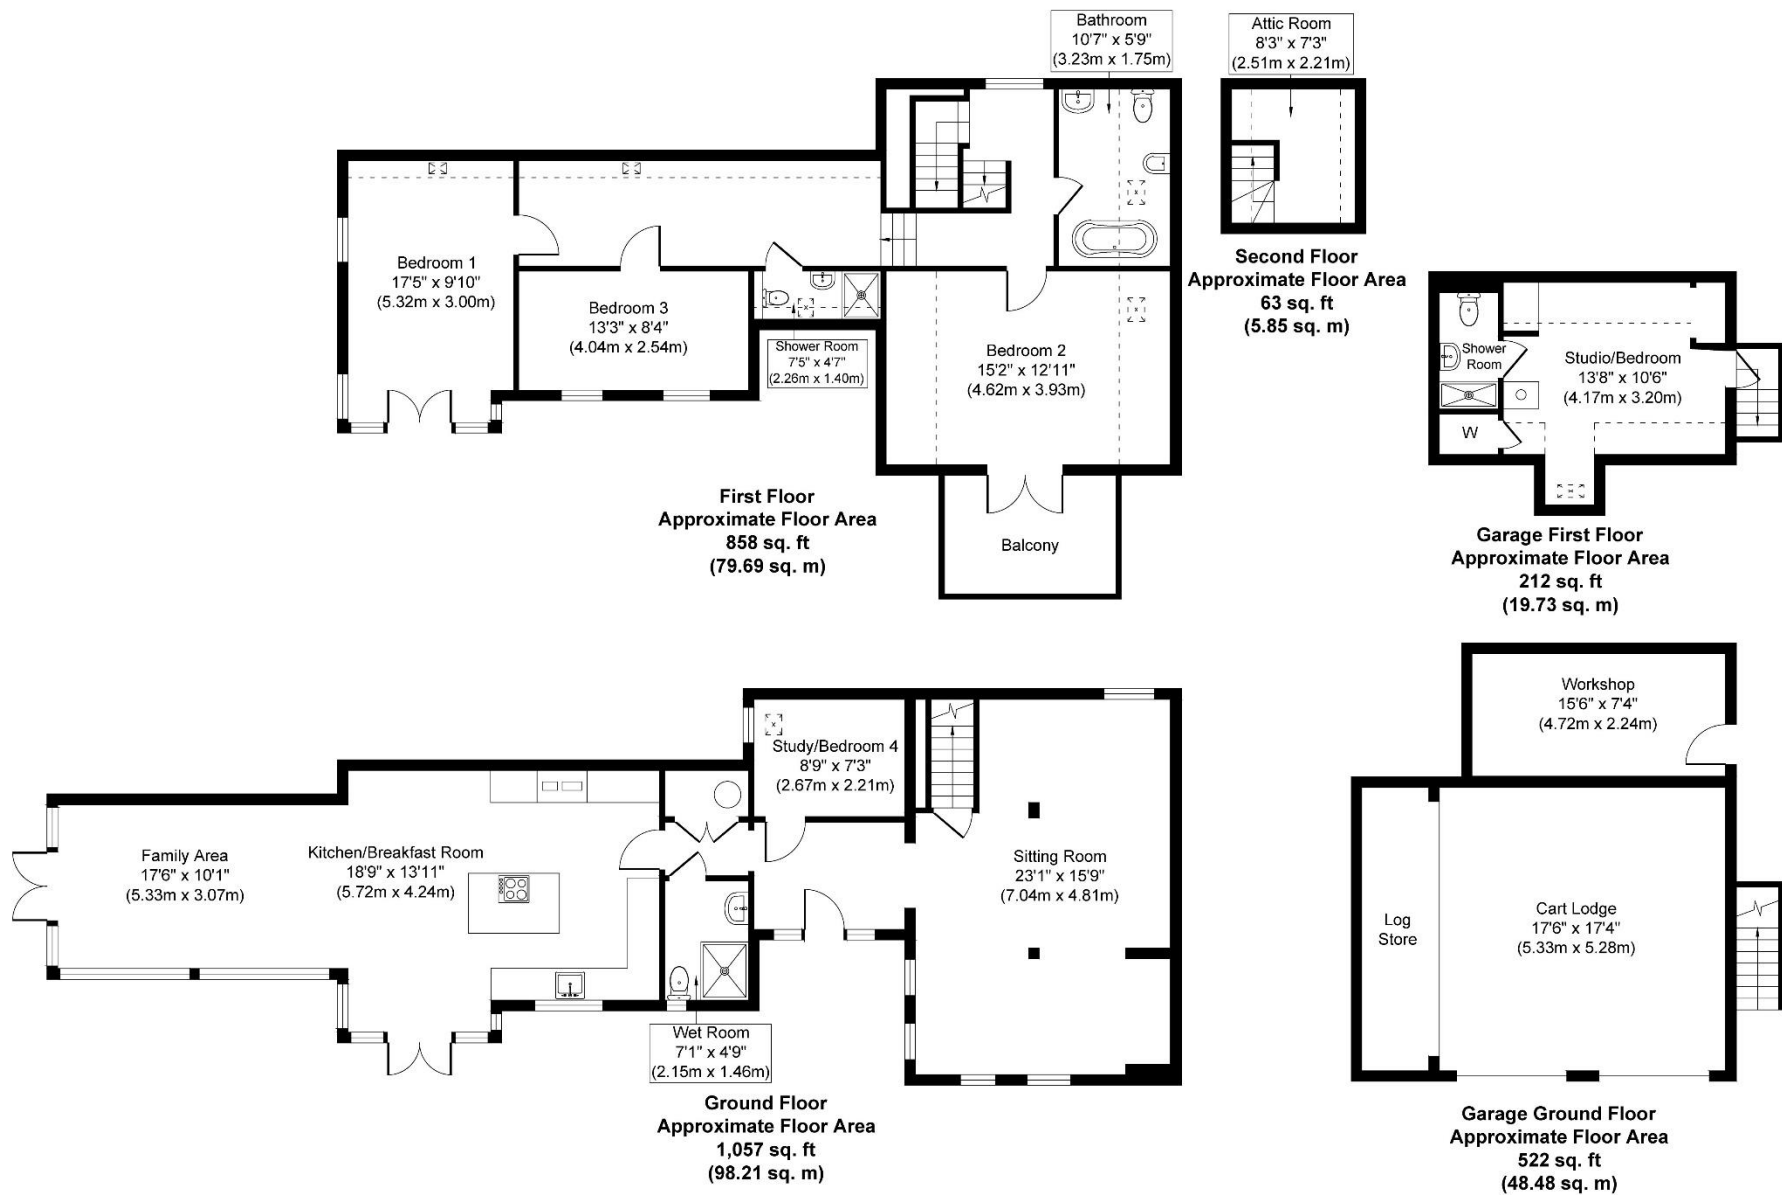 Bathroom
10'7" x 5'9"
(3.23m x 1.75m)
Attic Room
8'3" x 7'3"
(2.51m x 2.21m)
Bedroom 1
17'5" x 9'10"
(5.32m x 3.00m)
Bedroom 3
13'3" x 8'4"
(4.04m x 2.54m)
Shower Room
7'5" x 4'7"
(2.26m x 1.40m)
Bedroom 2
15'2" x 12'11"
(4.62m x 3.93m)
Balcony
First Floor
Approximate Floor Area
858 sq. ft
(79.69 sq. m)
Second Floor
Approximate Floor Area
63 sq. ft
(5.85 sq. m)
Shower
Room
W
Studio/Bedroom
13'8" x 10'6"
(4.17m x 3.20m)
Garage First Floor
Approximate Floor Area
212 sq. ft
(19.73 sq. m)
Family Area
17'6" x 10'1"
(5.33m x 3.07m)
Kitchen/Breakfast Room
18'9" x 13'11"
(5.72m x 4.24m)
Study/Bedroom 4
8'9" x 7'3"
(2.67m x 2.21m)
Sitting Room
23'1" x 15'9"
(7.04m x 4.81m)
Wet Room
7'1" x 4'9"
(2.15m x 1.46m)
Ground Floor
Approximate Floor Area
1,057 sq. ft
(98.21 sq. m)
Workshop
15'6" x 7'4"
(4.72m x 2.24m)
Log
Store
Cart Lodge
17'6" x 17'4"
(5.33m x 5.28m)
Garage Ground Floor
Approximate Floor Area
522 sq. ft
(48.48 sq. m)